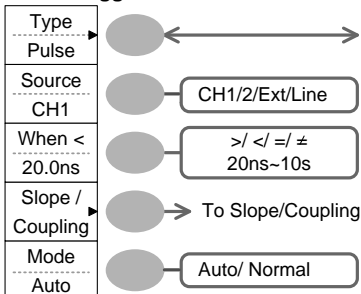 Type
Pulse
Source
CH1
CH1/2/Ext/Line
When <
20.0ns
>/ </ =/ ≠
20ns~10s
Slope /
Coupling
To Slope/Coupling
Mode
Auto
Auto/ Normal